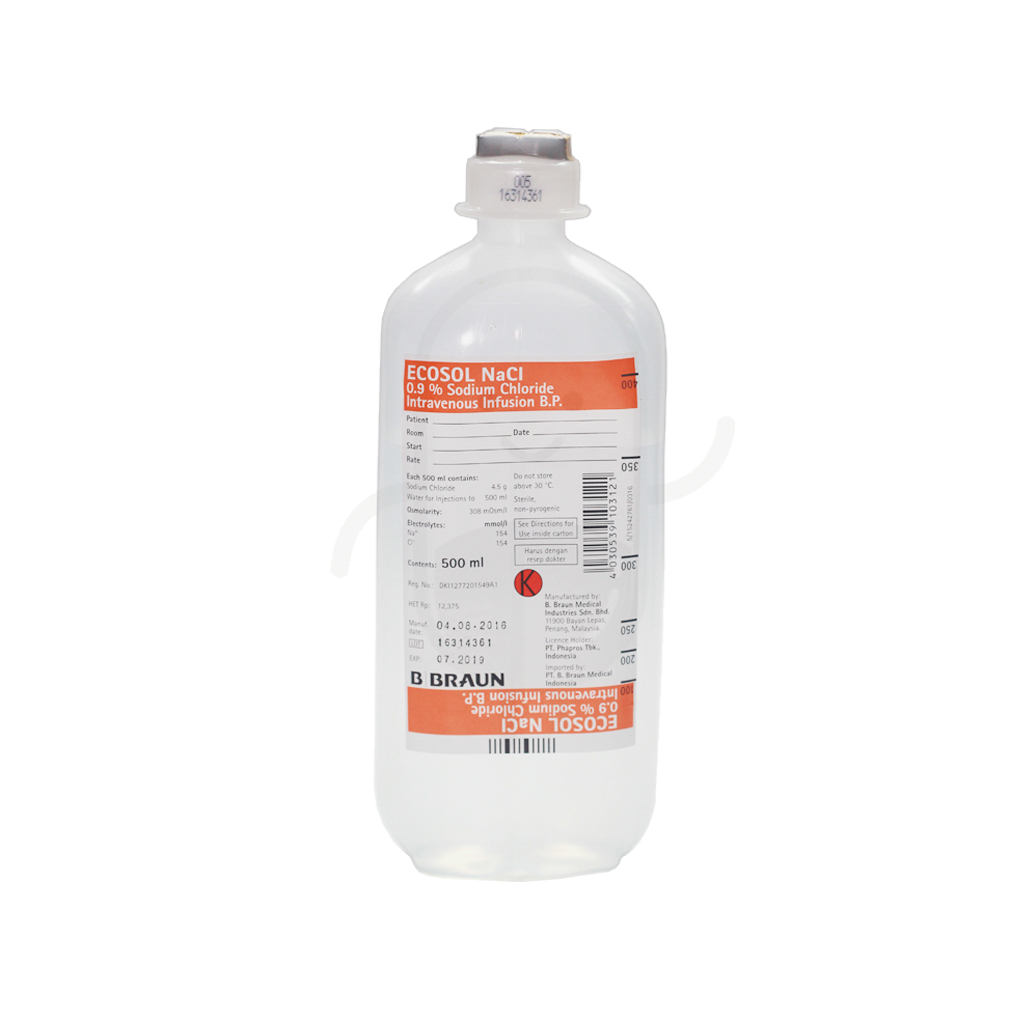 005
16314361
ECOSOL NaCl
0.9 % Sodium Chloride
Intravenous Infusion B.P.
Patient
Room Date
Start
Rate
Each 500 ml contains:
Sodium Chloride 4.5 g
Water for Injections to 500 ml
Osmolarity: 308 mOsm/l
Electrolytes: mmol/l
Na⁺ 154
Cl⁻ 154
Contents: 500 ml
Reg. No.: DKI1277201549A1
HET Rp: 12,375
Manuf. date: 04.08.2016
LOT 16314361
EXP 07.2019
B BRAUN
Do not store
above 30 °C.
Sterile,
non-pyrogenic
See Directions for
Use inside carton
Harus dengan
resep dokter
K
Manufactured by:
B. Braun Medical
Industries Sdn. Bhd.
11900 Bayan Lepas,
Penang, Malaysia.
Licence Holder:
PT. Phapros Tbk.,
Indonesia
Imported by:
PT. B. Braun Medical
Indonesia
4 030539 103121
400
350
300
250
200
100
ECOSOL NaCl
0.9 % Sodium Chloride
Intravenous Infusion B.P.